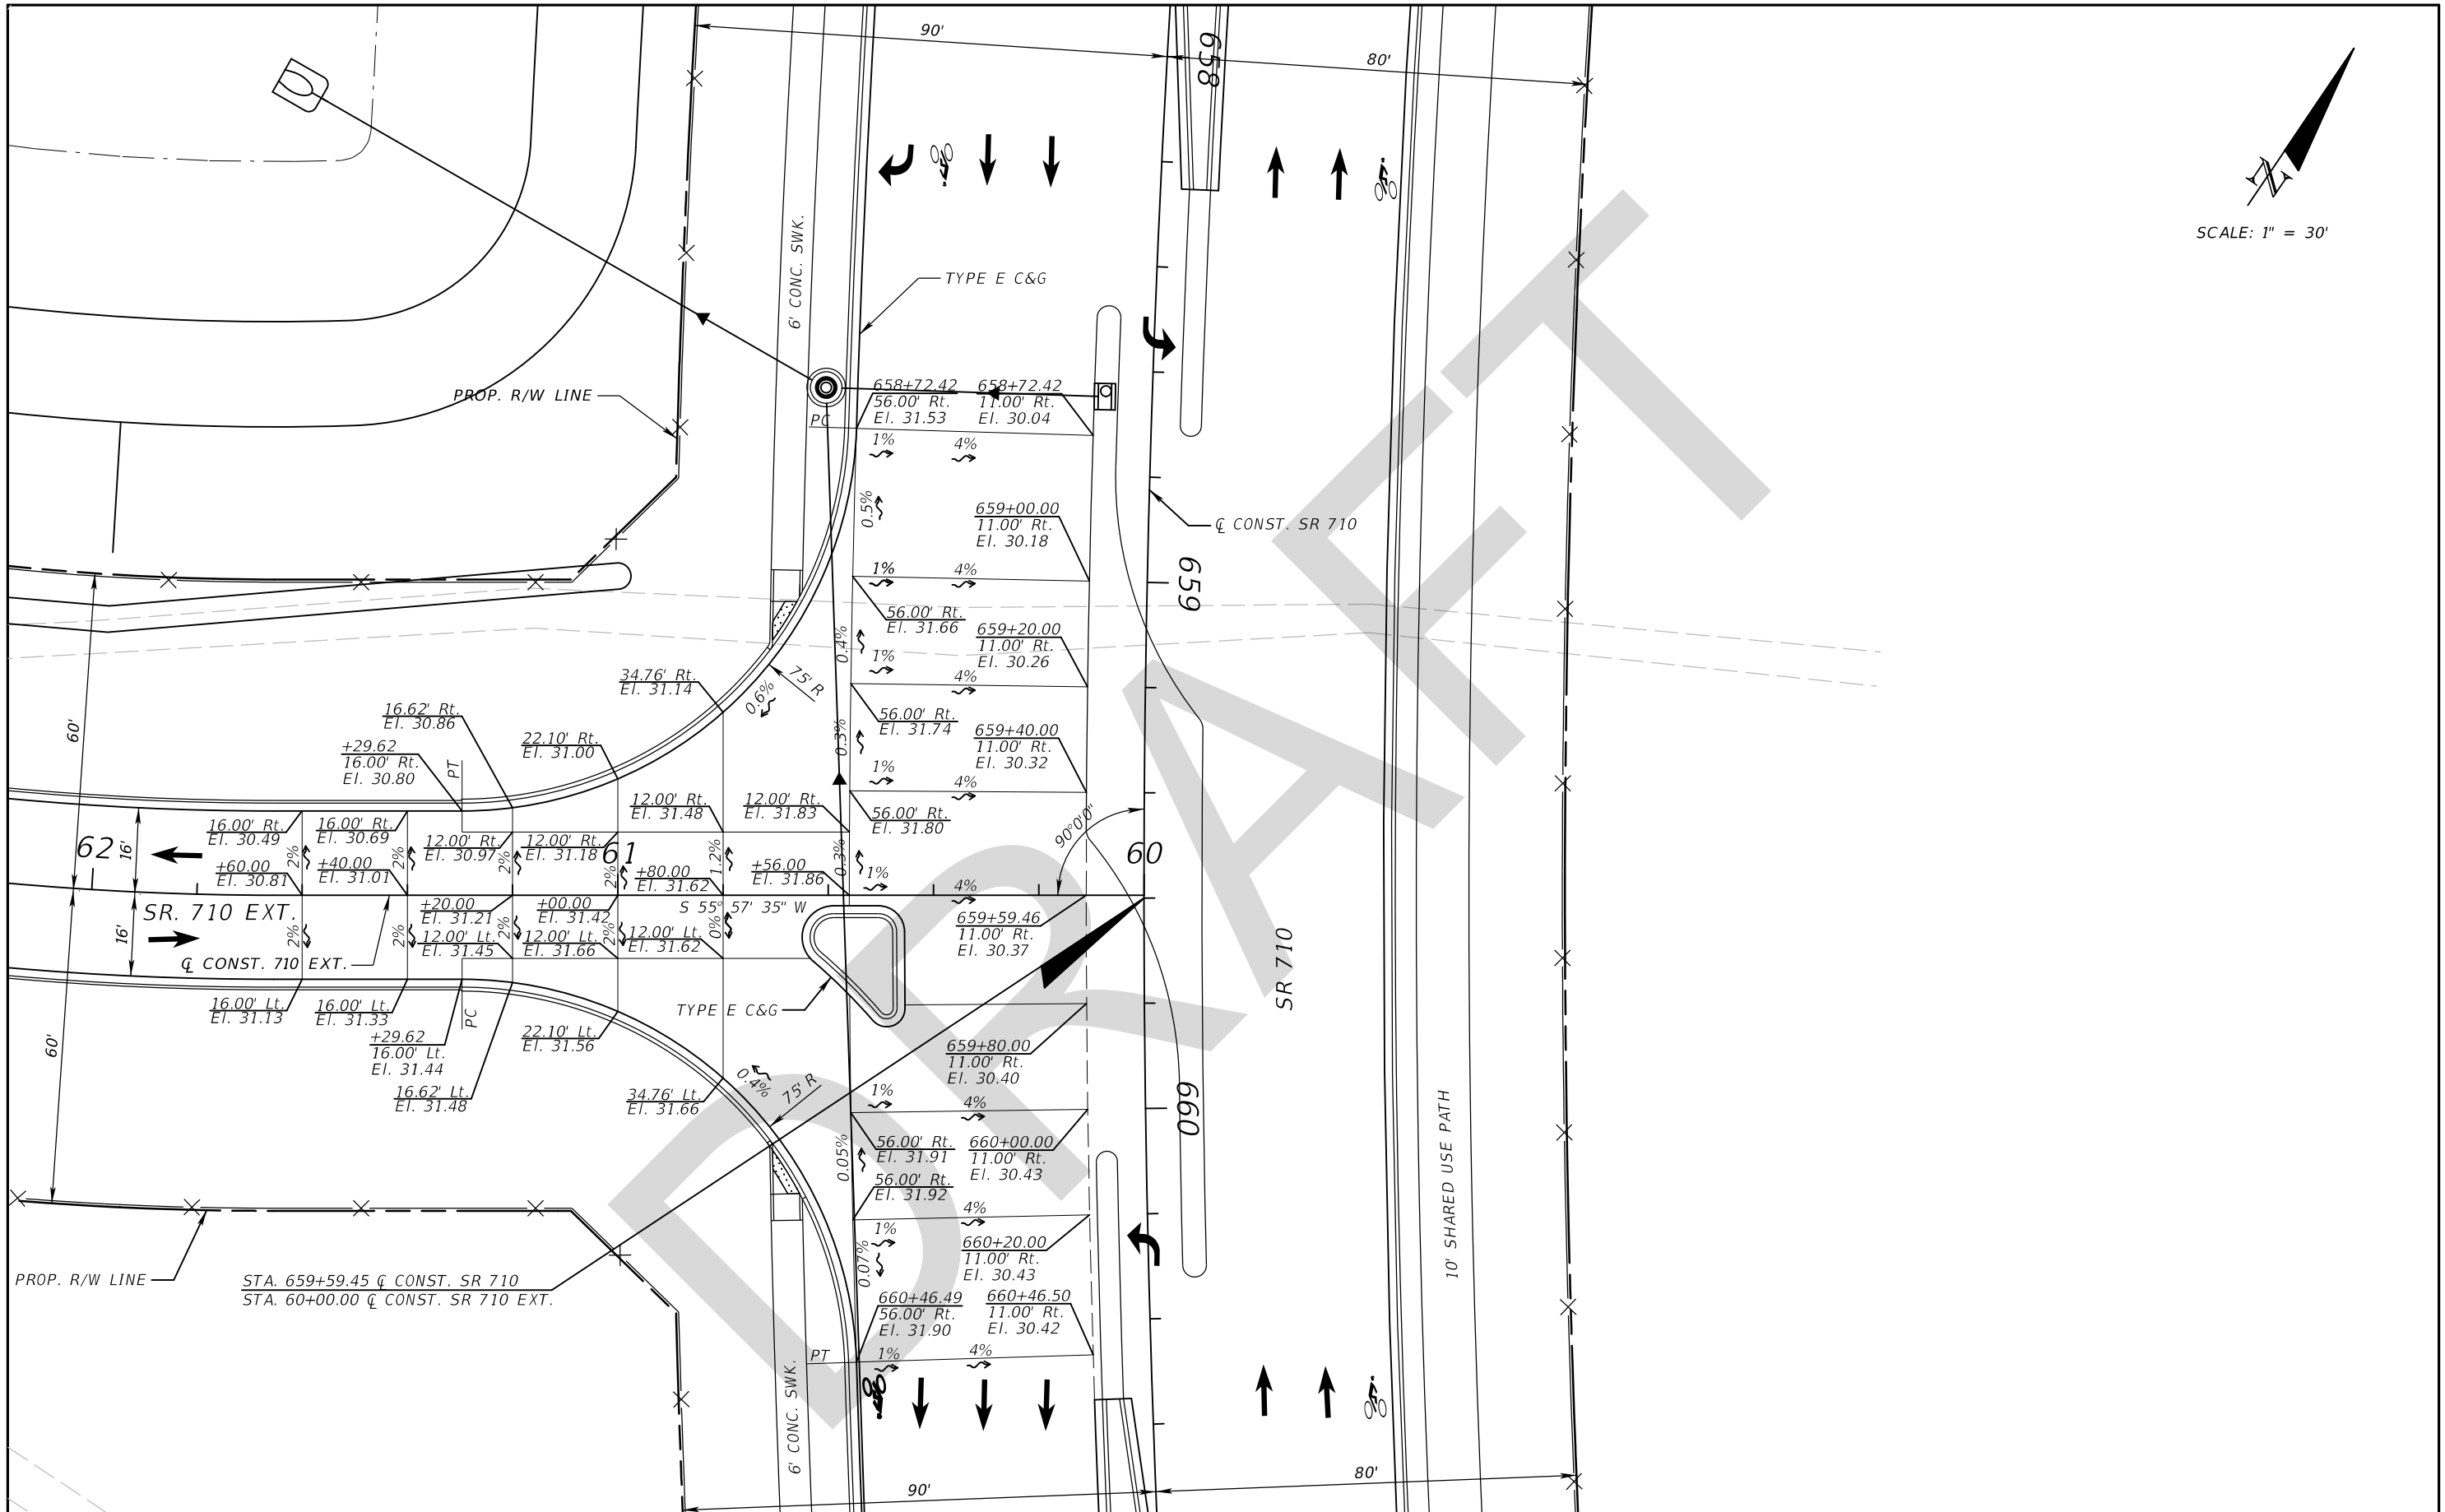 90'
80'
658
N
SCALE: 1" = 30'
6' CONC. SWK.
TYPE E C&G
PROP. R/W LINE
658+72.42
56.00' Rt.
El. 31.53
658+72.42
11.00' Rt.
El. 30.04
PC
1%
4%
0.5%
659+00.00
11.00' Rt.
El. 30.18
℄ CONST. SR 710
659
1%
4%
56.00' Rt.
El. 31.66
0.4%
659+20.00
11.00' Rt.
El. 30.26
1%
4%
34.76' Rt.
El. 31.14
75' R
0.6%
56.00' Rt.
El. 31.74
0.3%
659+40.00
11.00' Rt.
El. 30.32
1%
4%
60'
16.62' Rt.
El. 30.86
+29.62
16.00' Rt.
El. 30.80
PT
22.10' Rt.
El. 31.00
12.00' Rt.
El. 31.48
12.00' Rt.
El. 31.83
56.00' Rt.
El. 31.80
90°0'0"
62
16'
16.00' Rt.
El. 30.49
16.00' Rt.
El. 30.69
12.00' Rt.
El. 30.97
12.00' Rt.
El. 31.18
61
60
2%
2%
2%
2%
1.2%
0.3%
+60.00
El. 30.81
+40.00
El. 31.01
+80.00
El. 31.62
+56.00
El. 31.86
1%
4%
SR. 710 EXT.
+20.00
El. 31.21
+00.00
El. 31.42
S 55° 57' 35" W
16'
2%
2%
2%
2%
0%
12.00' Lt.
El. 31.45
12.00' Lt.
El. 31.66
12.00' Lt.
El. 31.62
659+59.46
11.00' Rt.
El. 30.37
SR 710
℄ CONST. 710 EXT.
16.00' Lt.
El. 31.13
16.00' Lt.
El. 31.33
PC
TYPE E C&G
+29.62
16.00' Lt.
El. 31.44
22.10' Lt.
El. 31.56
60'
659+80.00
11.00' Rt.
El. 30.40
16.62' Lt.
El. 31.48
34.76' Lt.
El. 31.66
0.4%
75' R
1%
4%
660
10' SHARED USE PATH
56.00' Rt.
El. 31.91
660+00.00
11.00' Rt.
El. 30.43
0.05%
56.00' Rt.
El. 31.92
4%
1%
0.07%
660+20.00
11.00' Rt.
El. 30.43
PROP. R/W LINE
STA. 659+59.45 ℄ CONST. SR 710
STA. 60+00.00 ℄ CONST. SR 710 EXT.
660+46.49
56.00' Rt.
El. 31.90
660+46.50
11.00' Rt.
El. 30.42
PT
1%
4%
6' CONC. SWK.
90'
80'
DRAFT